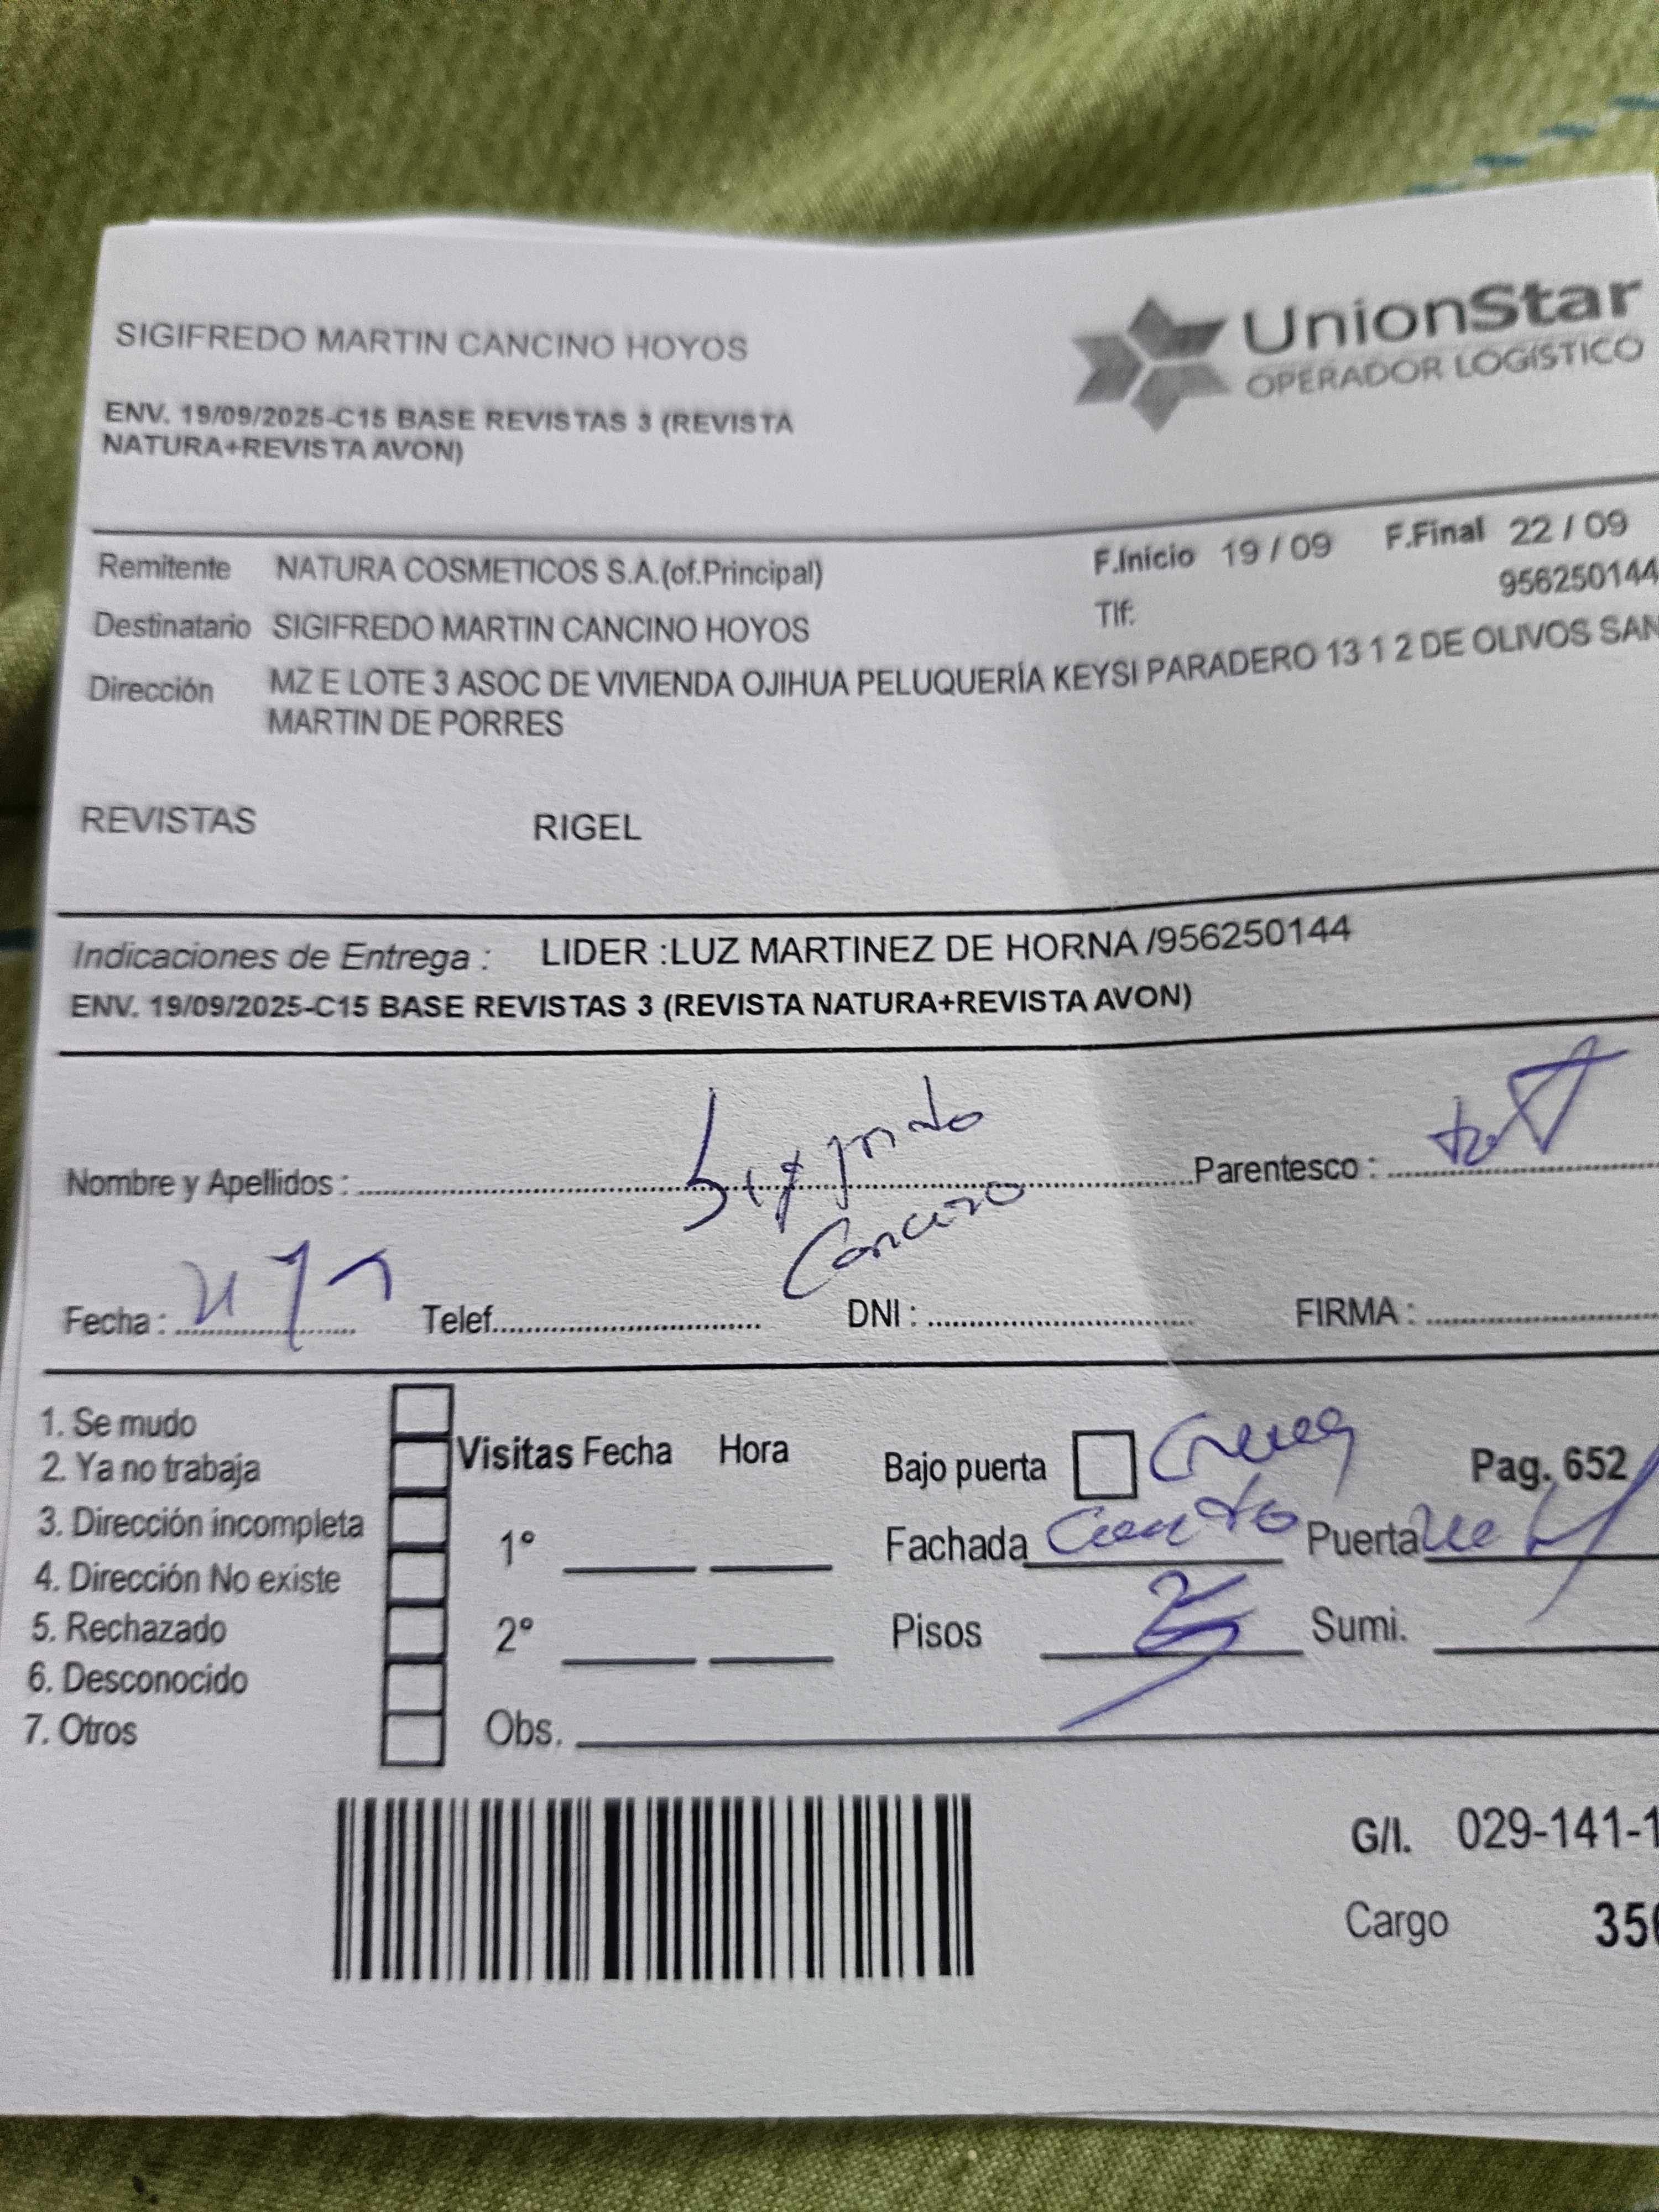 SIGIFREDO MARTIN CANCINO HOYOS
UnionStar
OPERADOR LOGÍSTICO
ENV. 19/09/2025-C15 BASE REVISTAS 3 (REVISTA
NATURA+REVISTA AVON)
Remitente NATURA COSMETICOS S.A.(of.Principal) F.Inicio 19 / 09 F.Final 22 / 09
Destinatario SIGIFREDO MARTIN CANCINO HOYOS Tlf: 956250144
Dirección MZ E LOTE 3 ASOC DE VIVIENDA OJIHUA PELUQUERÍA KEYSI PARADERO 13 1 2 DE OLIVOS SAN
MARTIN DE PORRES
REVISTAS RIGEL
Indicaciones de Entrega : LIDER :LUZ MARTINEZ DE HORNA /956250144
ENV. 19/09/2025-C15 BASE REVISTAS 3 (REVISTA NATURA+REVISTA AVON)
Nombre y Apellidos : Parentesco :
Cancino
Fecha : Telef. DNI : FIRMA :
1. Se mudo
2. Ya no trabaja
3. Dirección incompleta
4. Dirección No existe
5. Rechazado
6. Desconocido
7. Otros
Visitas Fecha Hora
1°
2°
Obs.
Bajo puerta Pag. 652
Fachada Puerta
Pisos Sumi.
G/I. 029-141-1
Cargo 35